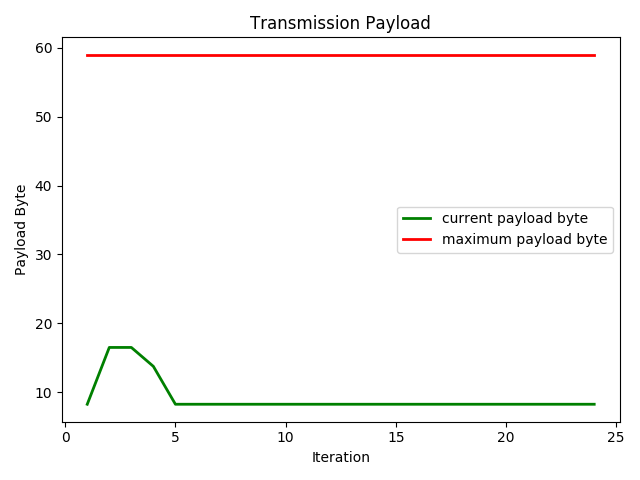 Transmission Payload
60
50
40
30
20
10
Payload Byte
current payload byte
maximum payload byte
0 5 10 15 20 25
Iteration